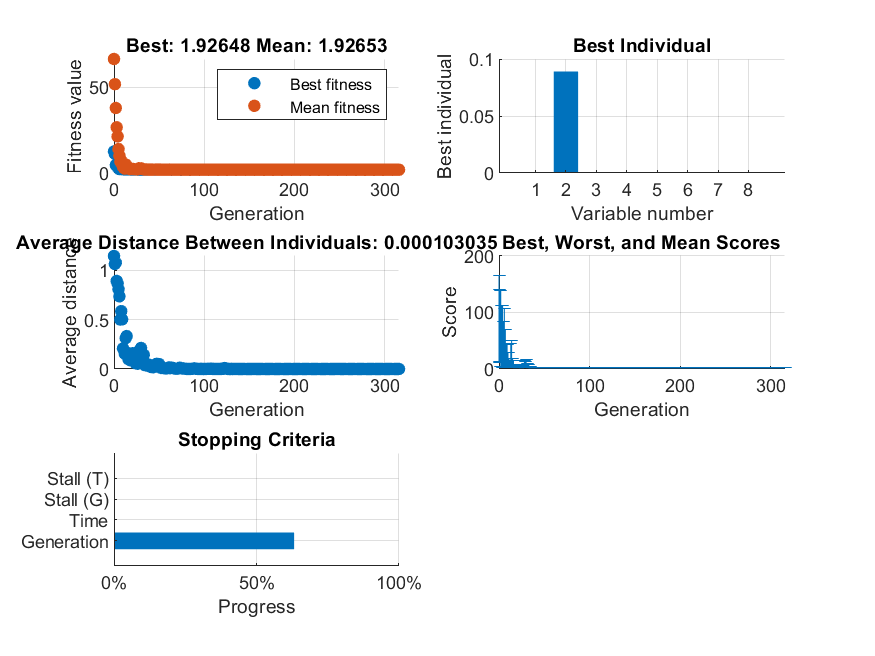 Best: 1.92648 Mean: 1.92653
Fitness value
50
0
Best fitness
Mean fitness
0 100 200 300
Generation
Best Individual
Best individual
0.1
0.05
0
1 2 3 4 5 6 7 8
Variable number
Average Distance Between Individuals: 0.000103035
Average distance
1
0.5
0
0 100 200 300
Generation
Best, Worst, and Mean Scores
Score
200
100
0
0 100 200 300
Generation
Stopping Criteria
Stall (T)
Stall (G)
Time
Generation
0% 50% 100%
Progress